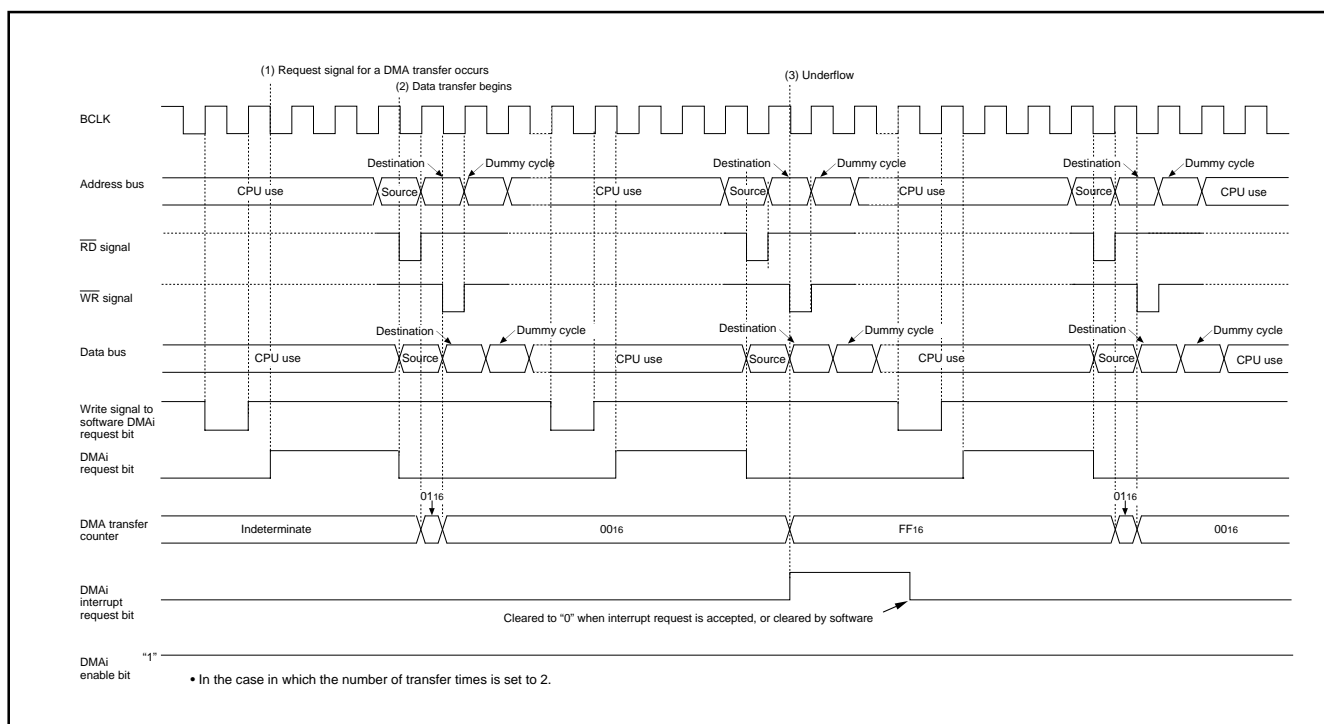 (1) Request signal for a DMA transfer occurs
(2) Data transfer begins
(3) Underflow
BCLK
Destination
Dummy cycle
Destination
Dummy cycle
Destination
Dummy cycle
Address bus
CPU use
Source
CPU use
Source
CPU use
Source
CPU use
RD signal
WR signal
Destination
Dummy cycle
Destination
Dummy cycle
Destination
Dummy cycle
Data bus
CPU use
Source
CPU use
Source
CPU use
Source
CPU use
Write signal to
software DMAi
request bit
DMAi
request bit
0116
0116
DMA transfer
counter
Indeterminate
0016
FF16
0016
DMAi
interrupt
request bit
Cleared to “0” when interrupt request is accepted, or cleared by software
DMAi
enable bit
“1”
• In the case in which the number of transfer times is set to 2.